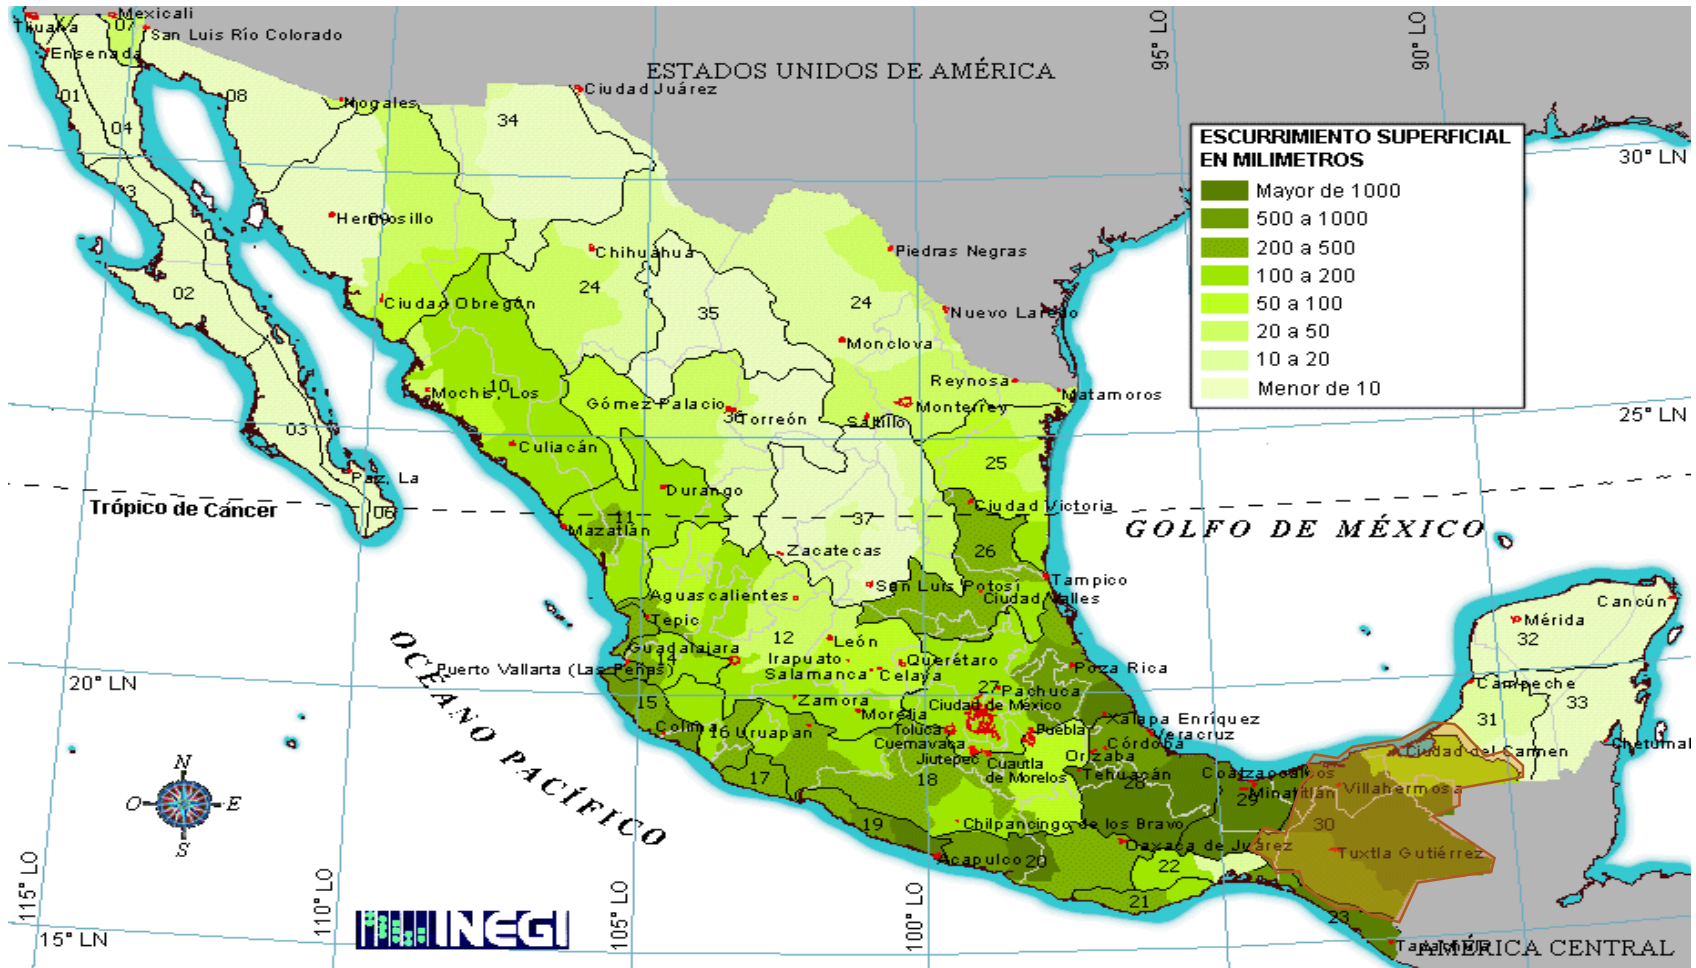 Tijuana
Mexicali
07
San Luis Río Colorado
Ensenada
01
08
Nogales
04
34
Ciudad Juárez
ESTADOS UNIDOS DE AMÉRICA
95° LO
90° LO
ESCURRIMIENTO SUPERFICIAL
EN MILIMETROS
Mayor de 1000
500 a 1000
200 a 500
100 a 200
50 a 100
20 a 50
10 a 20
Menor de 10
30° LN
03
Hermosillo
09
Chihuahua
Piedras Negras
02
Ciudad Obregón
24
35
24
Nuevo Laredo
Monclova
10
Mochis, Los
Gómez Palacio
36
Torreón
Saltillo
Monterrey
Reynosa
Matamoros
25° LN
03
Culiacán
25
Paz, La
06
Trópico de Cáncer
Durango
Ciudad Victoria
11
Mazatlán
37
26
GOLFO DE MÉXICO
Zacatecas
San Luis Potosí
Tampico
Ciudad Valles
Aguascalientes
Tepic
12
León
Cancún
Mérida
32
Guadalajara
14
Puerto Vallarta (Las Peñas)
Irapuato
Salamanca
Celaya
Querétaro
Poza Rica
20° LN
OCÉANO PACÍFICO
15
Zamora
27
Pachuca
Ciudad de México
Campeche
31
33
Colima
16
Uruapan
Morelia
Toluca
Puebla
Xalapa Enríquez
Veracruz
Cuernavaca
Jiutepec
Cuautla
de Morelos
Orizaba
Córdoba
Ciudad del Carmen
Chetumal
17
18
Tehuacán
28
Coatzacoalcos
Minatitlán
29
Villahermosa
N
O
E
S
19
Chilpancingo de los Bravo
30
Acapulco
20
Oaxaca de Juárez
Tuxtla Gutiérrez
22
21
23
Tapachula
AMÉRICA CENTRAL
115° LO
110° LO
105° LO
100° LO
15° LN
INEGI